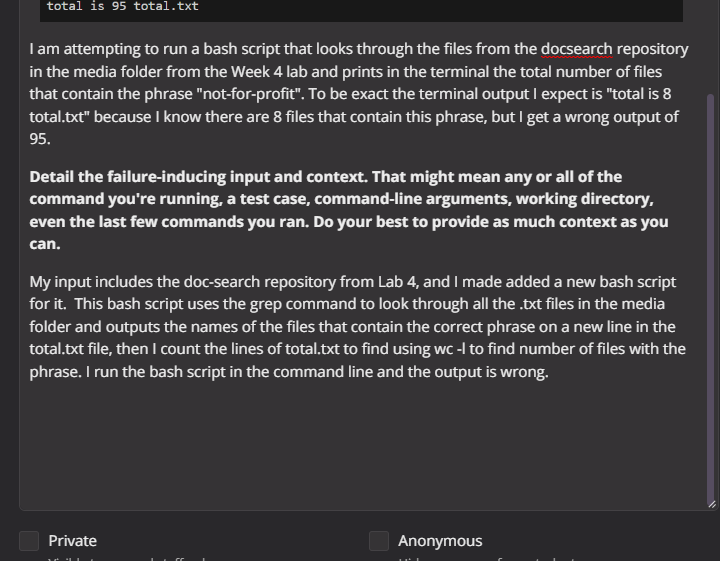 total is 95 total.txt
I am attempting to run a bash script that looks through the files from the docsearch repository
in the media folder from the Week 4 lab and prints in the terminal the total number of files
that contain the phrase "not-for-profit". To be exact the terminal output I expect is "total is 8
total.txt" because I know there are 8 files that contain this phrase, but I get a wrong output of
95.
Detail the failure-inducing input and context. That might mean any or all of the
command you're running, a test case, command-line arguments, working directory,
even the last few commands you ran. Do your best to provide as much context as you
can.
My input includes the doc-search repository from Lab 4, and I made added a new bash script
for it.  This bash script uses the grep command to look through all the .txt files in the media
folder and outputs the names of the files that contain the correct phrase on a new line in the
total.txt file, then I count the lines of total.txt to find using wc -l to find number of files with the
phrase. I run the bash script in the command line and the output is wrong.
Private
Anonymous